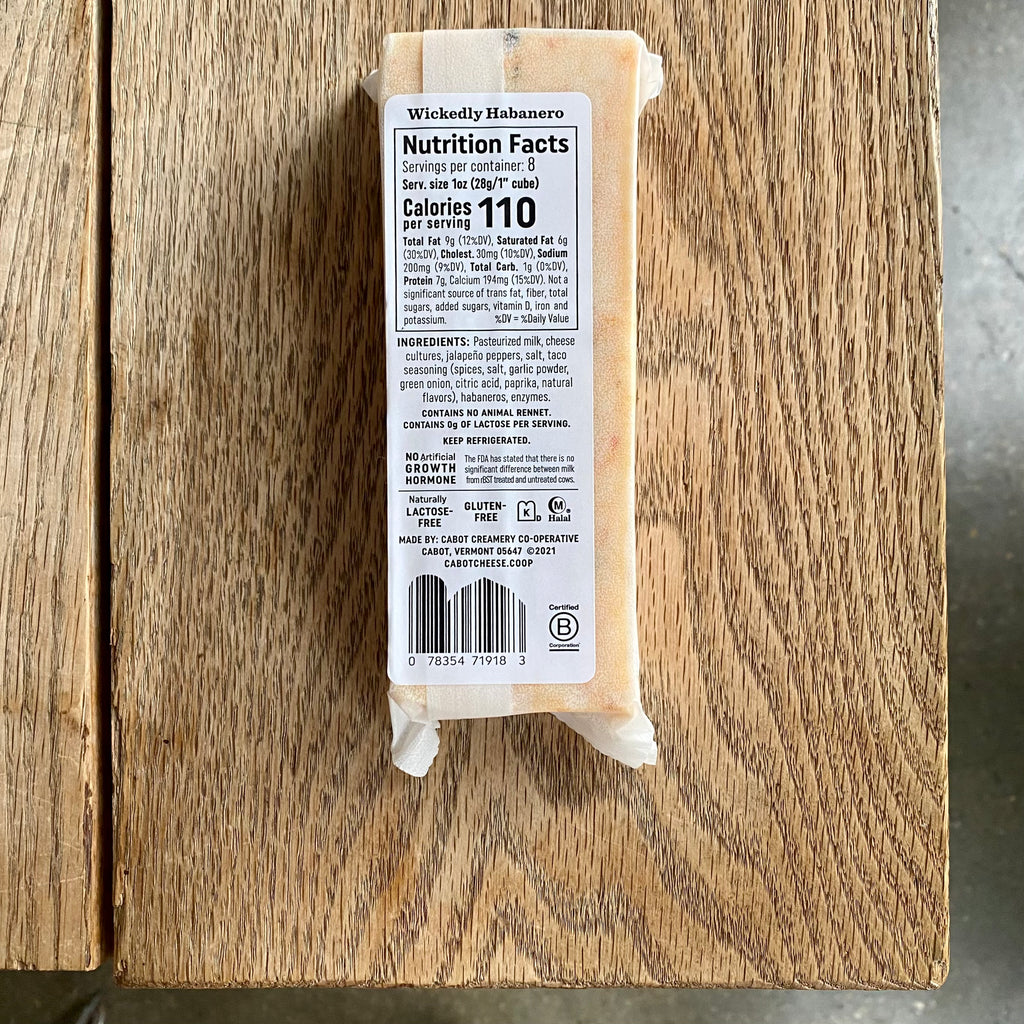 Wickedly Habanero
Nutrition Facts
Servings per container: 8
Serv. size 1oz (28g/1” cube)
Calories
per serving 110
Total Fat 9g (12%DV), Saturated Fat 6g
(30%DV), Cholest. 30mg (10%DV), Sodium
200mg (9%DV), Total Carb. 1g (0%DV),
Protein 7g, Calcium 194mg (15%DV). Not a
significant source of trans fat, fiber, total
sugars, added sugars, vitamin D, iron and
potassium. %DV = %Daily Value
INGREDIENTS: Pasteurized milk, cheese
cultures, jalapeño peppers, salt, taco
seasoning (spices, salt, garlic powder,
green onion, citric acid, paprika, natural
flavors), habaneros, enzymes.
CONTAINS NO ANIMAL RENNET.
CONTAINS 0g OF LACTOSE PER SERVING.
KEEP REFRIGERATED.
NO Artificial
GROWTH
HORMONE
The FDA has stated that there is no
significant difference between milk
from rBST treated and untreated cows.
Naturally
LACTOSE-
FREE
GLUTEN-
FREE
K D
M
Halal
MADE BY: CABOT CREAMERY CO-OPERATIVE
CABOT, VERMONT 05647 ©2021
CABOTCHEESE.COOP
Certified
B
Corporation
0 78354 71918 3